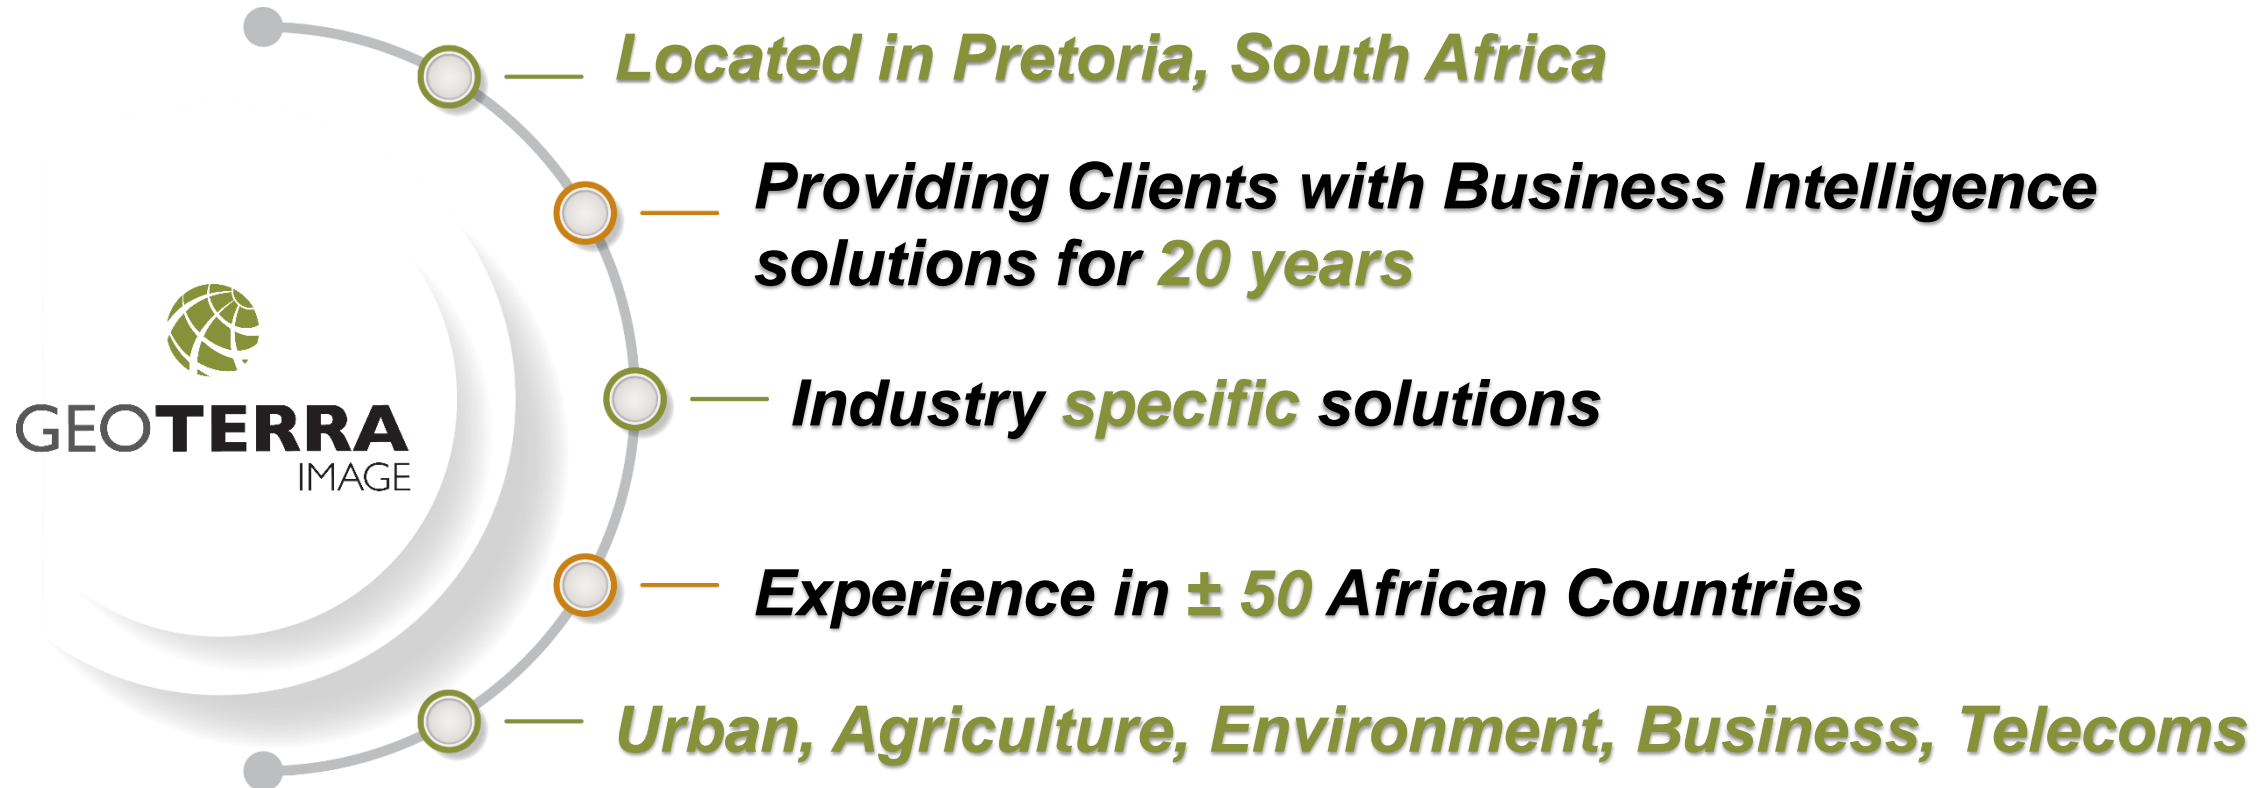 Located in Pretoria, South Africa
Providing Clients with Business Intelligence
solutions for 20 years
GEOTERRA
IMAGE
Industry specific solutions
Experience in ± 50 African Countries
Urban, Agriculture, Environment, Business, Telecoms